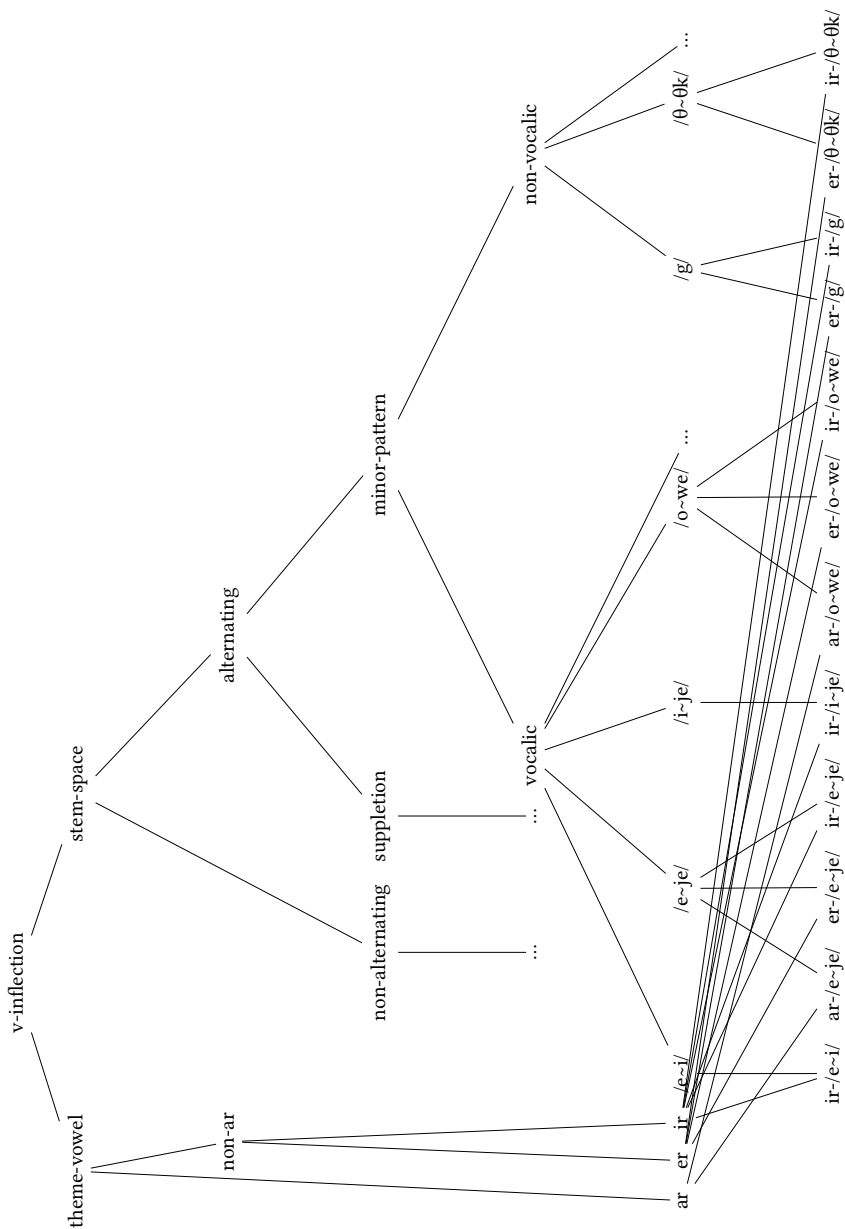 v-inflection
theme-vowel
stem-space
non-ar
alternating
non-alternating
suppletion
minor-pattern
...
...
vocalic
non-vocalic
ar
er
ir
/e~i/
/e~je/
/i~je/
/o~we/
...
/g/
/θ~θk/
...
ir-/e~i/
ar-/e~je/
er-/e~je/
ir-/e~je/
ir-/i~je/
ar-/o~we/
er-/o~we/
ir-/o~we/
er-/g/
ir-/g/
er-/θ~θk/
ir-/θ~θk/